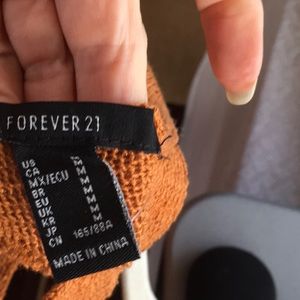 FOREVER 21
US M
CA M
MX/ECU M
BR M
EU M
UK M
KR M
JP M
CN 165/88A
MADE IN CHINA